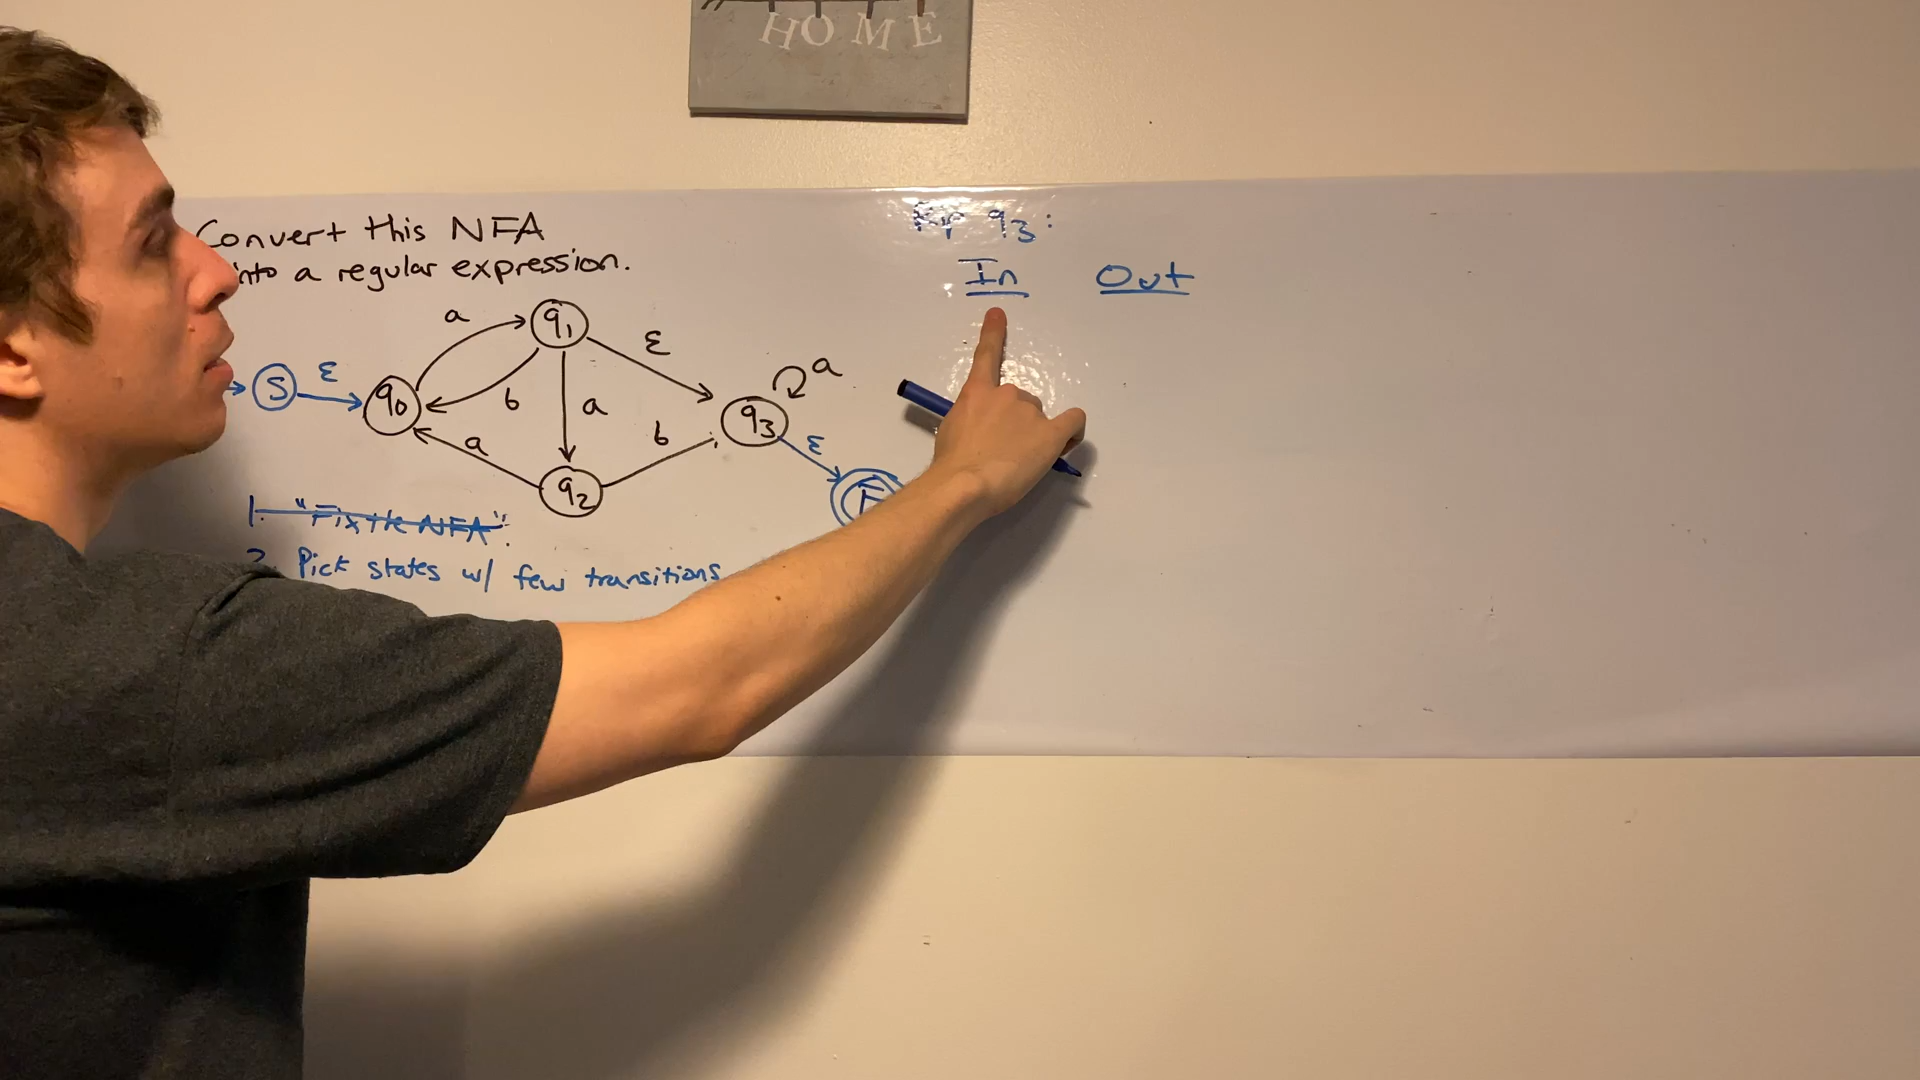 HOME
Convert this NFA
into a regular expression.
Rip q3:
In Out
a
q1
ε
ε
S
q0
b
a
b
a
q3
a
ε
q2
F
1. "Fix the NFA".
2. Pick states w/ few transitions